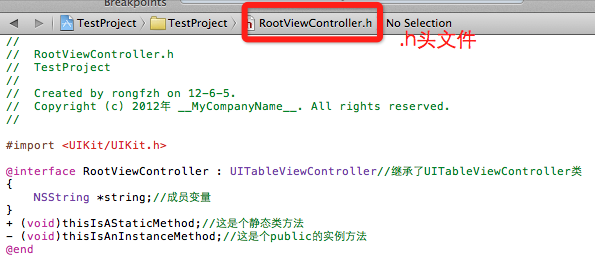 Breakpoints
TestProject TestProject RootViewController.h No Selection
.h头文件
//
//  RootViewController.h
//  TestProject
//
//  Created by rongfzh on 12-6-5.
//  Copyright (c) 2012年 __MyCompanyName__. All rights reserved.
//
#import <UIKit/UIKit.h>
@interface RootViewController : UITableViewController//继承了UITableViewController类
{
    NSString *string;//成员变量
}
+ (void)thisIsAStaticMethod;//这是个静态类方法
- (void)thisIsAnInstanceMethod;//这是个public的实例方法
@end